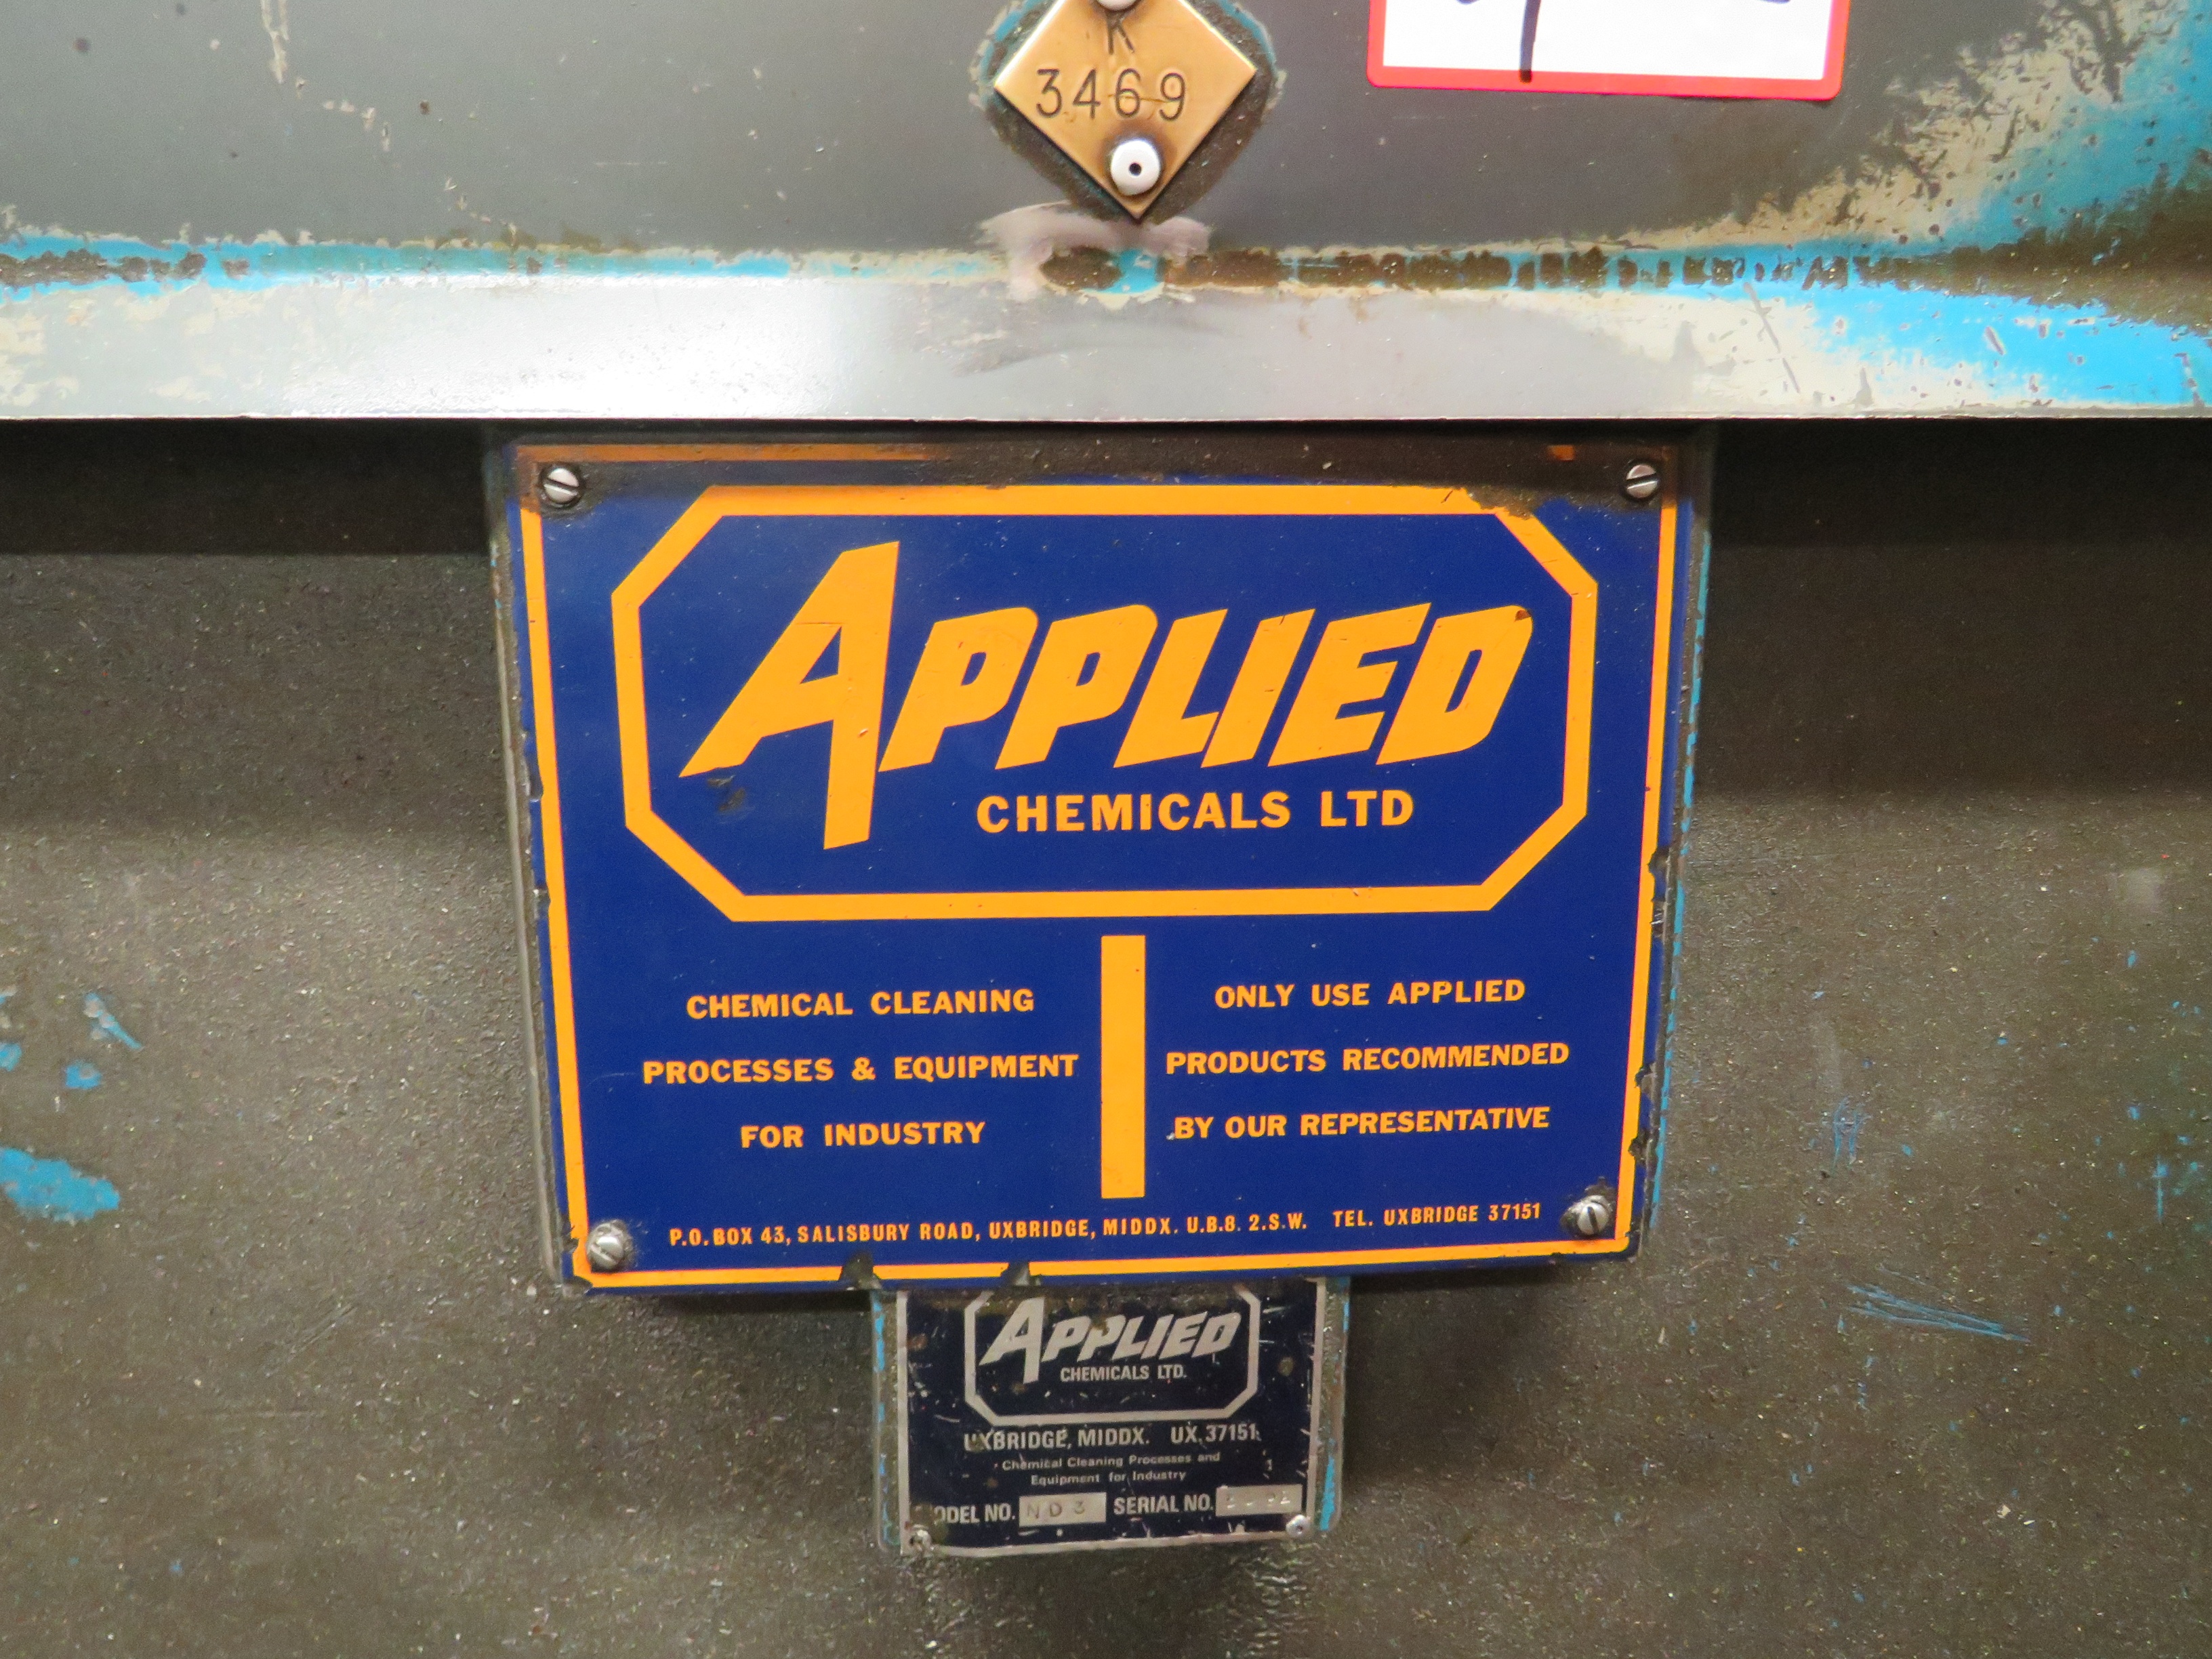 K
3469
APPLIED
CHEMICALS LTD
CHEMICAL CLEANING
PROCESSES & EQUIPMENT
FOR INDUSTRY
ONLY USE APPLIED
PRODUCTS RECOMMENDED
BY OUR REPRESENTATIVE
P.O. BOX 43, SALISBURY ROAD, UXBRIDGE, MIDDX. U.B.8. 2.S.W. TEL. UXBRIDGE 37151
APPLIED
CHEMICALS LTD.
UXBRIDGE, MIDDX. UX 37151
Chemical Cleaning Processes and
Equipment for Industry
MODEL NO. ND3 SERIAL NO.